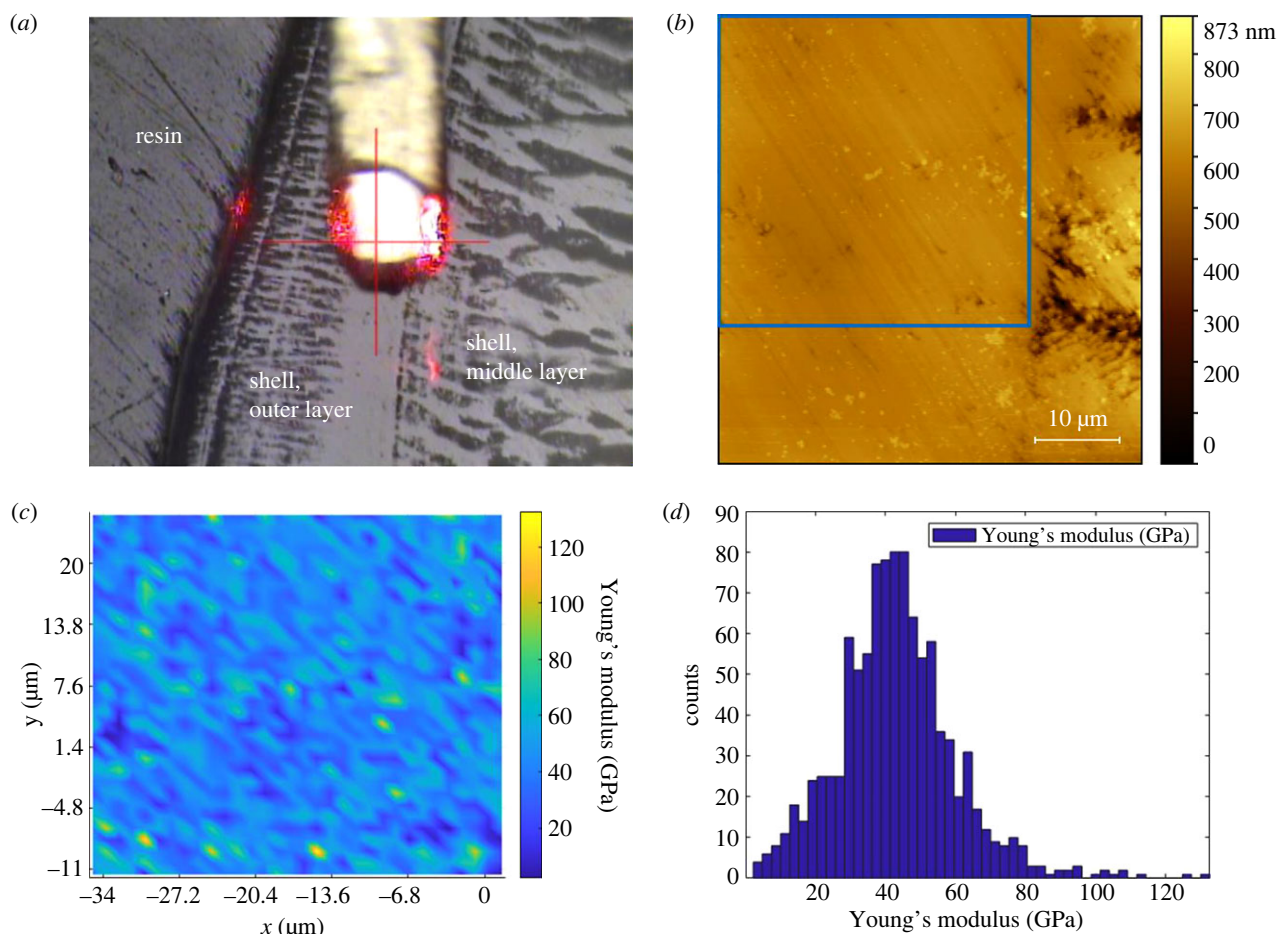 (a)
resin
shell,
outer layer
shell,
middle layer
(b)
873 nm
800
700
600
500
400
300
200
0
10 µm
(c)
20
13.8
7.6
1.4
–4.8
–11
y (µm)
–34
–27.2
–20.4
–13.6
–6.8
0
x (µm)
120
100
80
60
40
20
Young's modulus (GPa)
(d)
90
80
70
60
50
40
30
20
10
0
counts
Young's modulus (GPa)
20
40
60
80
100
120
Young's modulus (GPa)